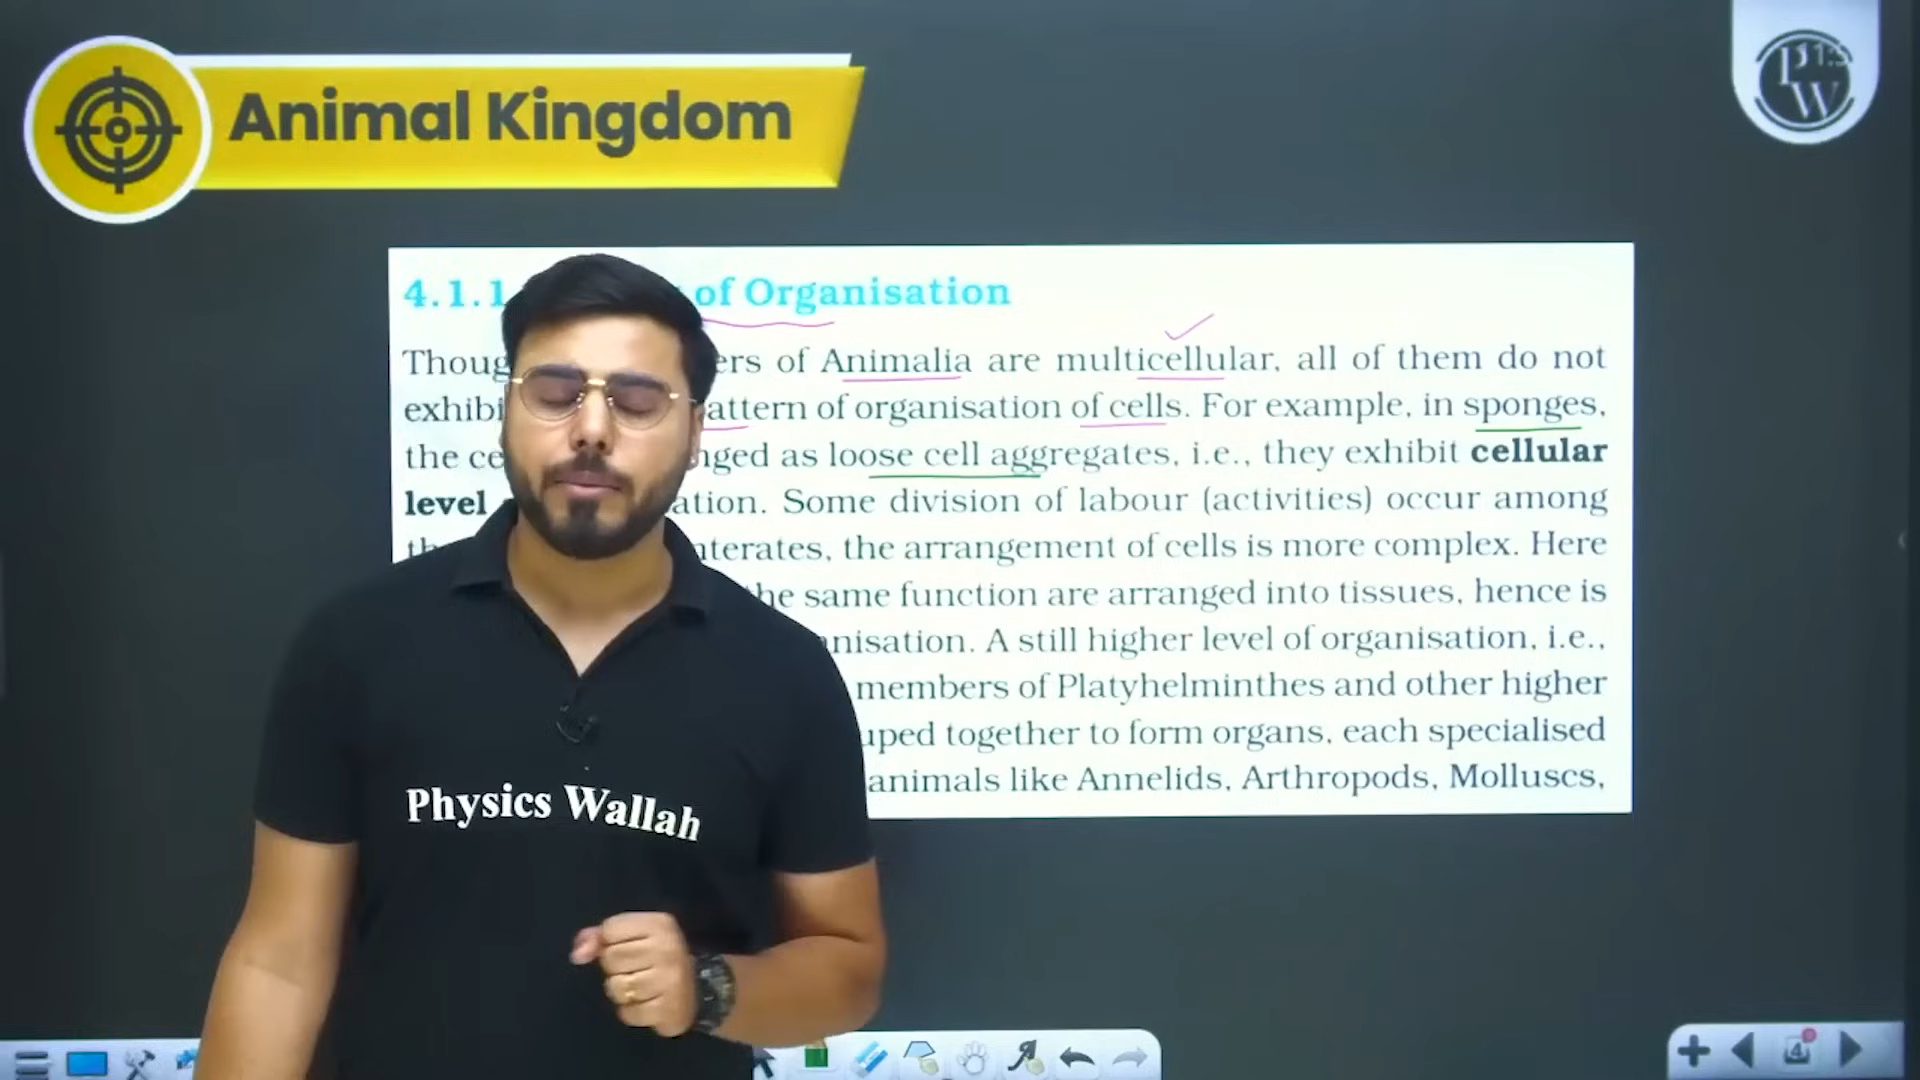 Animal Kingdom
PW
4.1.1 of Organisation
Thoug ers of Animalia are multicellular, all of them do not
exhibi attern of organisation of cells. For example, in sponges,
the ce nged as loose cell aggregates, i.e., they exhibit cellular
level ation. Some division of labour (activities) occur among
th nterates, the arrangement of cells is more complex. Here
the same function are arranged into tissues, hence is
nisation. A still higher level of organisation, i.e.,
members of Platyhelminthes and other higher
uped together to form organs, each specialised
animals like Annelids, Arthropods, Molluscs,
Physics Wallah
4